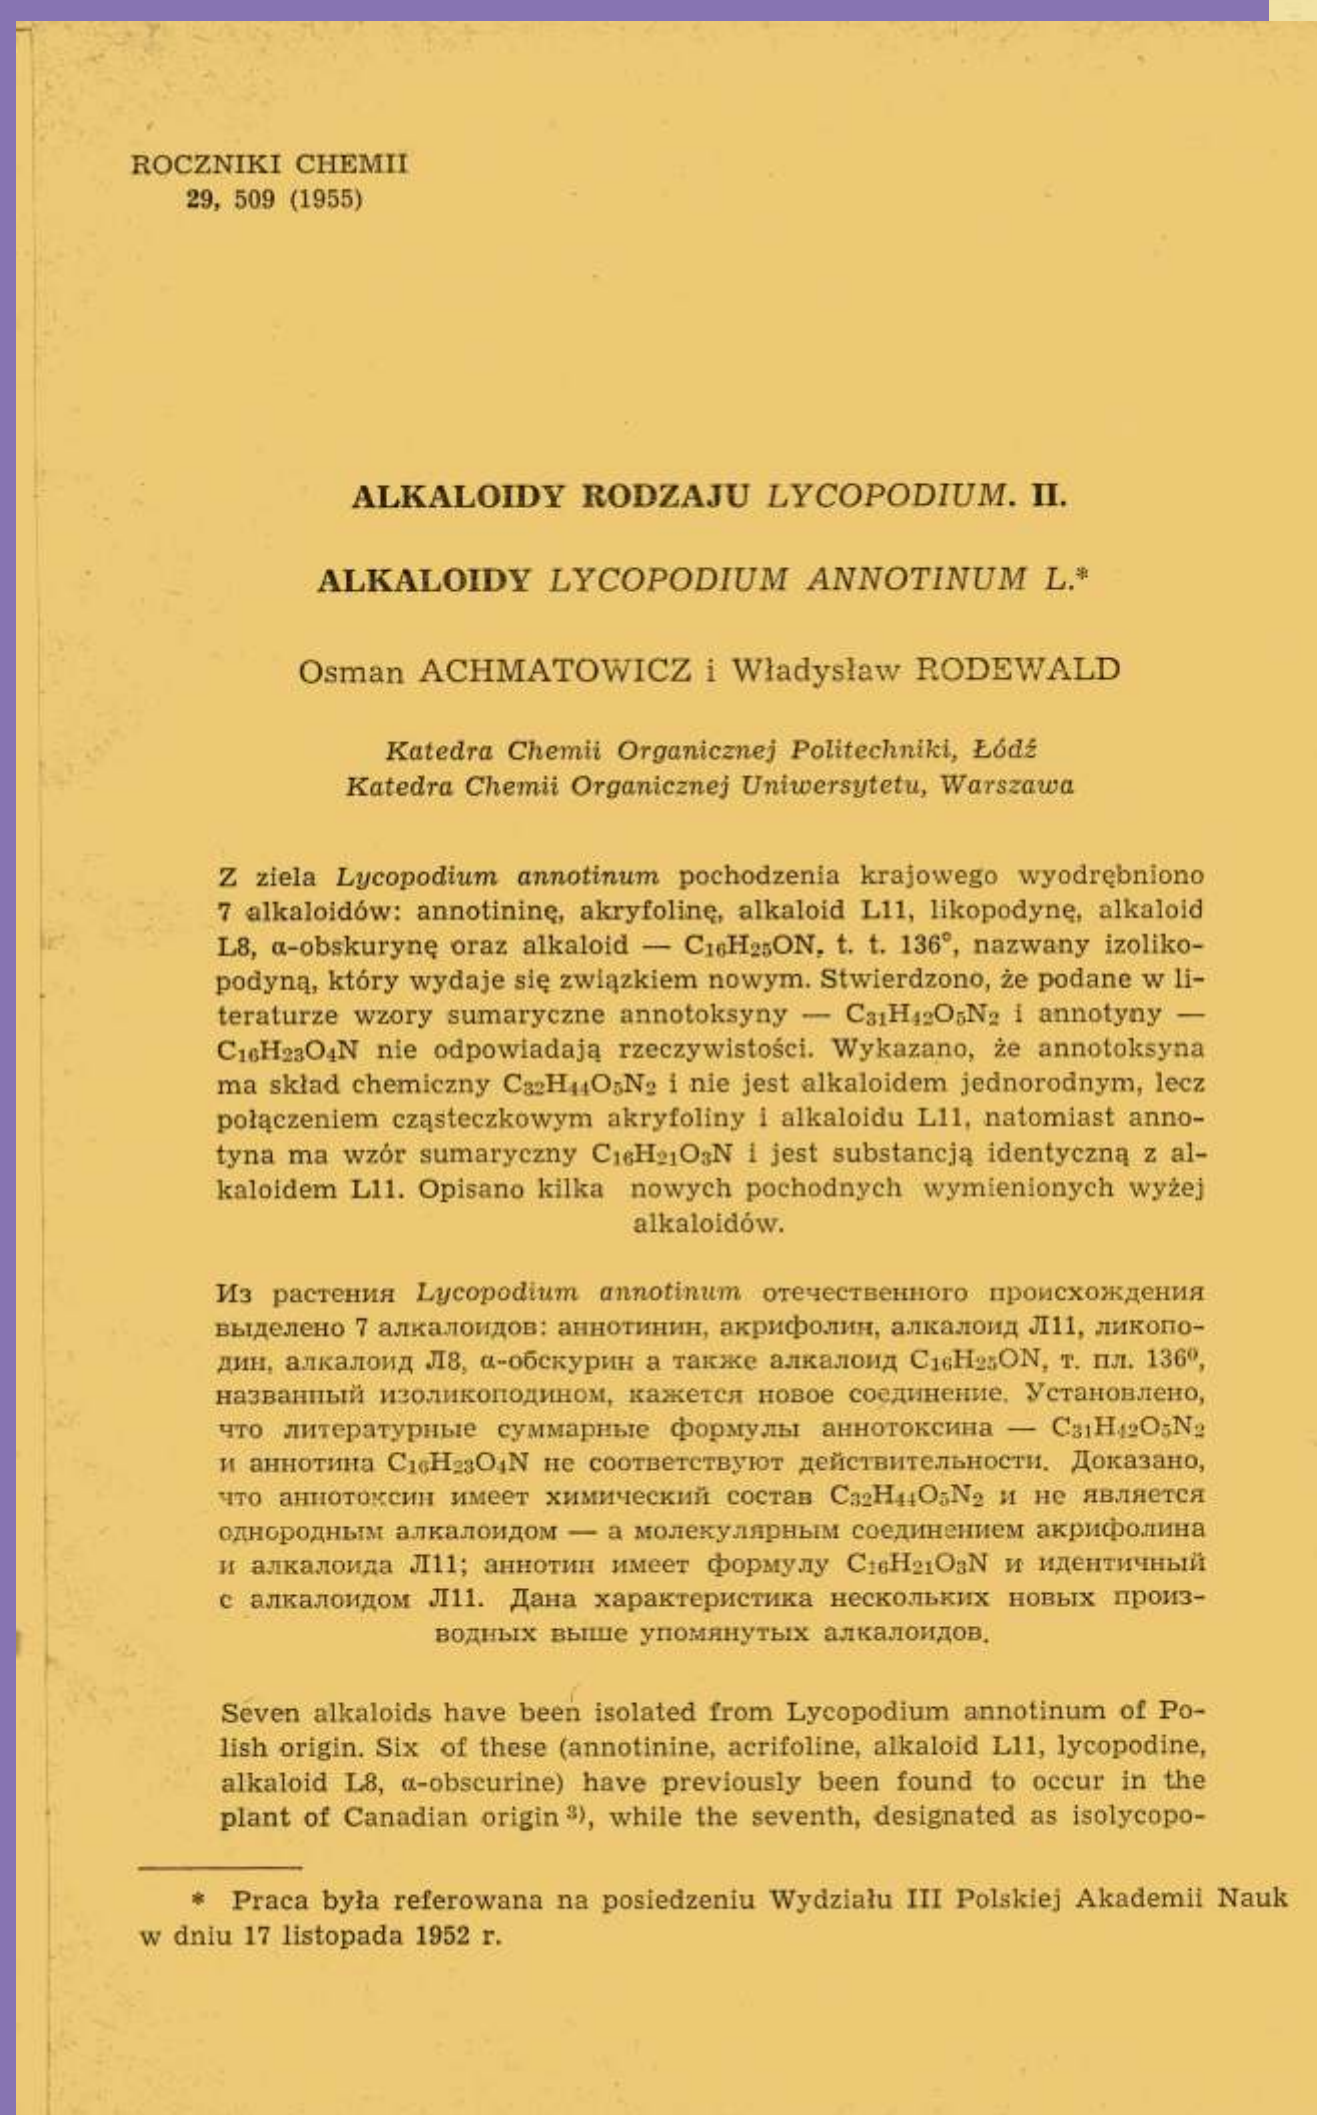 ROCZNIKI CHEMII
29, 509 (1955)
ALKALOIDY RODZAJU LYCOPODIUM. II.
ALKALOIDY LYCOPODIUM ANNOTINUM L.*
Osman ACHMATOWICZ i Władysław RODEWALD
Katedra Chemii Organicznej Politechniki, Łódź
Katedra Chemii Organicznej Uniwersytetu, Warszawa
Z ziela Lycopodium annotinum pochodzenia krajowego wyodrębniono
7 alkaloidów: annotininę, akryfolinę, alkaloid L11, likopodynę, alkaloid
L8, α-obskurynę oraz alkaloid — C₁₆H₂₅ON, t. t. 136°, nazwany izoliko-
podyną, który wydaje się związkiem nowym. Stwierdzono, że podane w li-
teraturze wzory sumaryczne annotoksyny — C₃₁H₄₂O₅N₂ i annotyny —
C₁₆H₂₃O₄N nie odpowiadają rzeczywistości. Wykazano, że annotoksyna
ma skład chemiczny C₃₂H₄₄O₅N₂ i nie jest alkaloidem jednorodnym, lecz
połączeniem cząsteczkowym akryfoliny i alkaloidu L11, natomiast anno-
tyna ma wzór sumaryczny C₁₆H₂₁O₃N i jest substancją identyczną z al-
kaloidem L11. Opisano kilka nowych pochodnych wymienionych wyżej
alkaloidów.
Из растения Lycopodium annotinum отечественного происхождения
выделено 7 алкалоидов: аннотинин, акрифолин, алкалоид Л11, ликопо-
дин, алкалоид Л8, α-обскурин а также алкалоид C₁₆H₂₅ON, т. пл. 136⁰,
названный изоликоподином, кажется новое соединение. Установлено,
что литературные суммарные формулы аннотоксина — C₃₁H₄₂O₅N₂
и аннотина C₁₆H₂₃O₄N не соответствуют действительности. Доказано,
что аннотоксин имеет химический состав C₃₂H₄₄O₅N₂ и не является
однородным алкалоидом — а молекулярным соединением акрифолина
и алкалоида Л11; аннотин имеет формулу C₁₆H₂₁O₃N и идентичный
с алкалоидом Л11. Дана характеристика нескольких новых произ-
водных выше упомянутых алкалоидов.
Seven alkaloids have been isolated from Lycopodium annotinum of Po-
lish origin. Six of these (annotinine, acrifoline, alkaloid L11, lycopodine,
alkaloid L8, α-obscurine) have previously been found to occur in the
plant of Canadian origin ³), while the seventh, designated as isolycopo-
* Praca była referowana na posiedzeniu Wydziału III Polskiej Akademii Nauk
w dniu 17 listopada 1952 r.